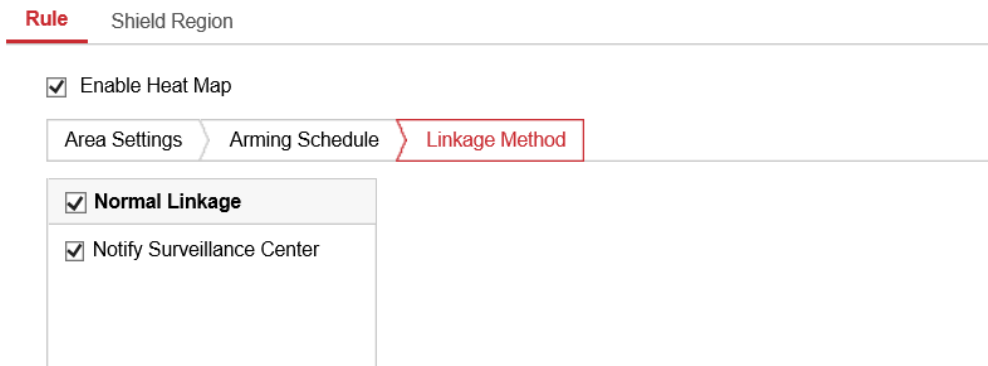 Rule Shield Region
Enable Heat Map
Area Settings Arming Schedule Linkage Method
Normal Linkage
Notify Surveillance Center